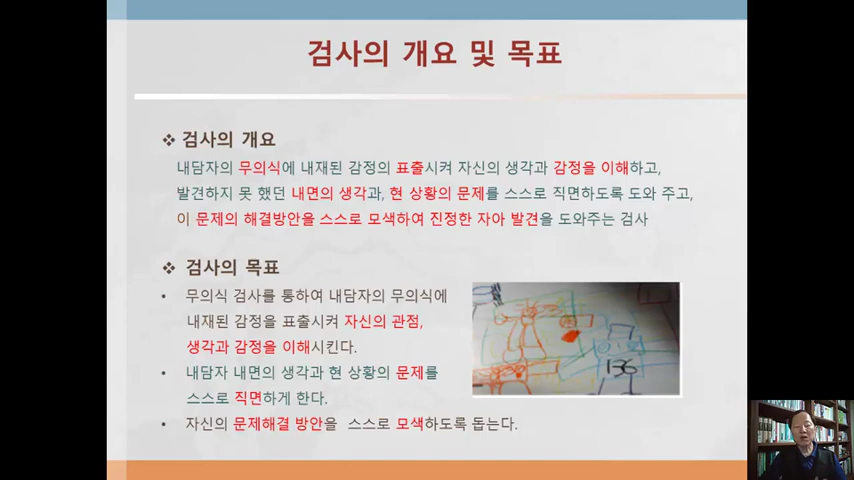 검사의 개요 및 목표
❖ 검사의 개요
내담자의 무의식에 내재된 감정의 표출시켜 자신의 생각과 감정을 이해하고,
발견하지 못 했던 내면의 생각과, 현 상황의 문제를 스스로 직면하도록 도와 주고,
이 문제의 해결방안을 스스로 모색하여 진정한 자아 발견을 도와주는 검사
❖ 검사의 목표
• 무의식 검사를 통하여 내담자의 무의식에
내재된 감정을 표출시켜 자신의 관점,
생각과 감정을 이해시킨다.
• 내담자 내면의 생각과 현 상황의 문제를
스스로 직면하게 한다.
• 자신의 문제해결 방안을 스스로 모색하도록 돕는다.
136